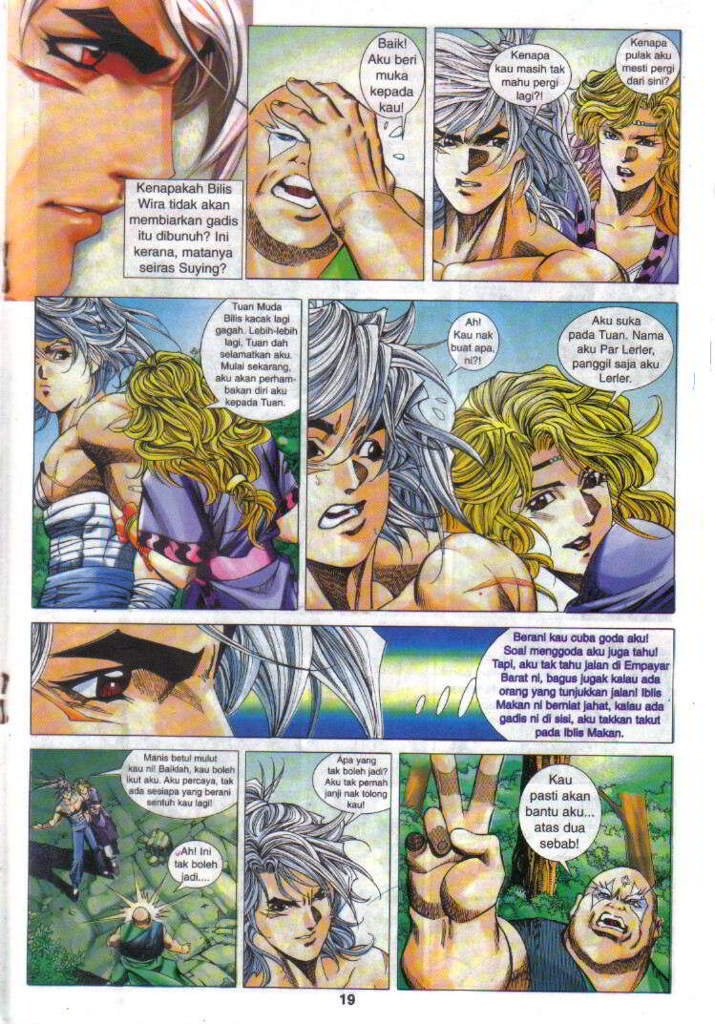 Kenapakah Bilis
Wira tidak akan
membiarkan gadis
itu dibunuh? Ini
kerana, matanya
seiras Suying?
Baik!
Aku beri
muka
kepada
kau!
Kenapa
kau masih tak
mahu pergi
lagi?!
Kenapa
pulak aku
mesti pergi
dari sini?
Tuan Muda
Bilis kacak lagi
gagah. Lebih-lebih
lagi, Tuan dah
selamatkan aku.
Mulai sekarang,
aku akan perham-
bakan diri aku
kepada Tuan.
Ah!
Kau nak
buat apa,
ni?!
Aku suka
pada Tuan. Nama
aku Par Lerler,
panggil saja aku
Lerler.
Berani kau cuba goda aku!
Soal menggoda aku juga tahu!
Tapi, aku tak tahu jalan di Empayar
Barat ni, bagus jugak kalau ada
orang yang tunjukkan jalan! Iblis
Makan ni berniat jahat, kalau ada
gadis ni di sisi, aku takkan takut
pada Iblis Makan.
Manis betul mulut
kau ni! Baiklah, kau boleh
ikut aku. Aku percaya, tak
ada sesiapa yang berani
sentuh kau lagi!
Ah! Ini
tak boleh
jadi....
Apa yang
tak boleh jadi?
Aku tak pernah
janji nak tolong
kau!
Kau
pasti akan
bantu aku...
atas dua
sebab!
19